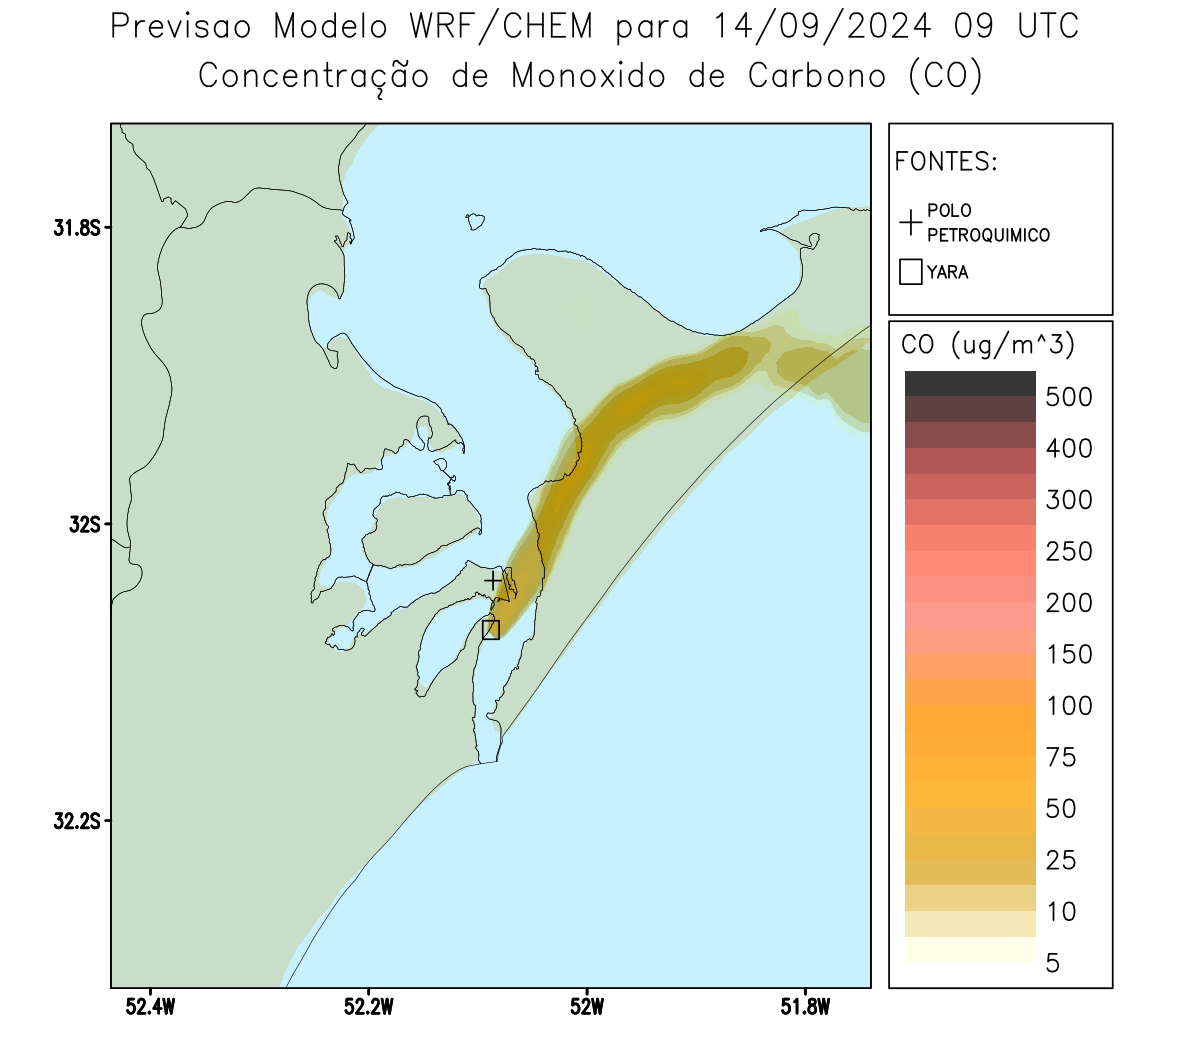 Previsao Modelo WRF/CHEM para 14/09/2024 09 UTC
Concentração de Monoxido de Carbono (CO)
FONTES:
POLO
PETROQUIMICO
YARA
CO (ug/m^3)
500
400
300
250
200
150
100
75
50
25
10
5
31.8S
32S
32.2S
52.4W
52.2W
52W
51.8W